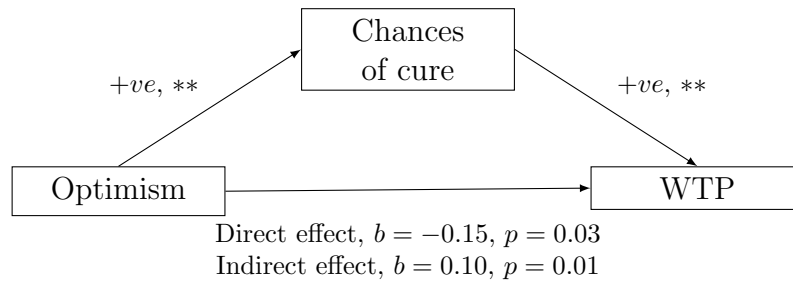 Chances
of cure
+ve, **
+ve, **
Optimism
WTP
Direct effect, b = −0.15, p = 0.03
Indirect effect, b = 0.10, p = 0.01